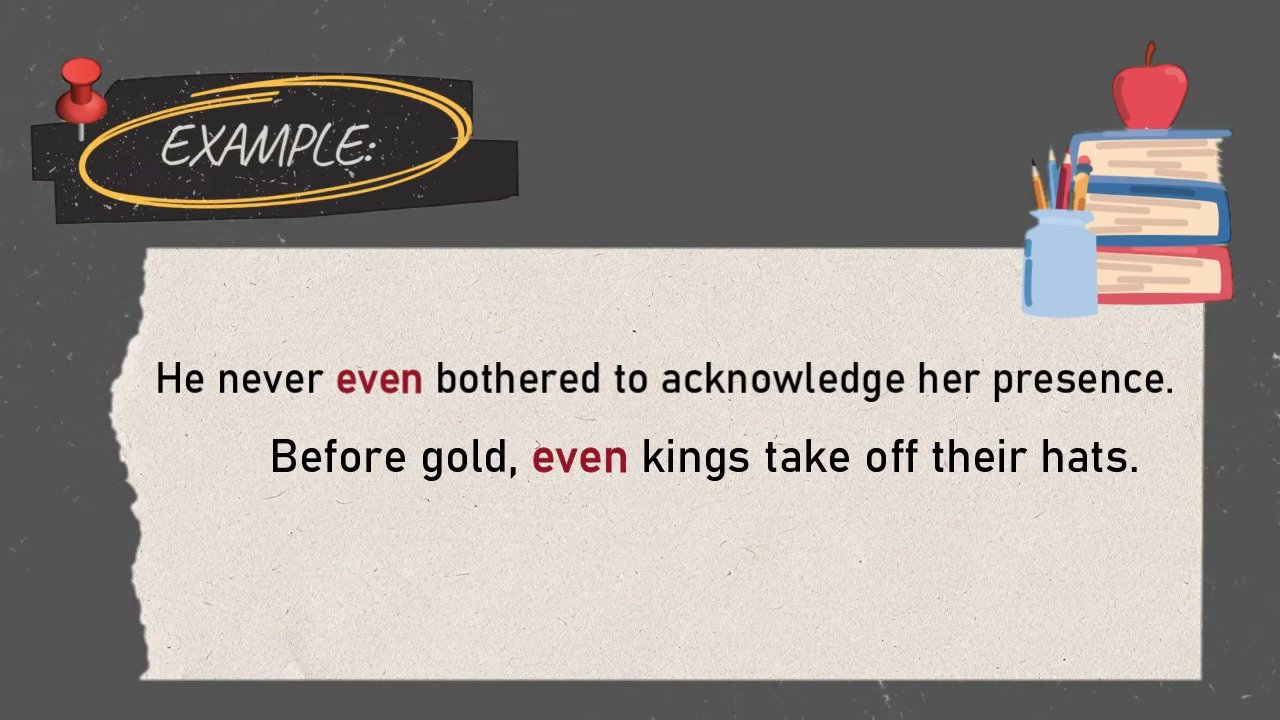 EXAMPLE:
He never even bothered to acknowledge her presence.
Before gold, even kings take off their hats.